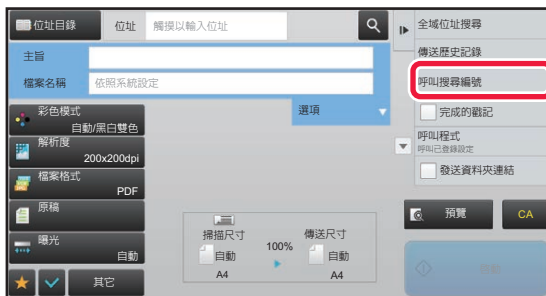 位址目錄
位址
觸摸以輸入位址
主旨
檔案名稱
依照系統設定
選項
彩色模式
自動/黑白雙色
解析度
200x200dpi
檔案格式
PDF
原稿
曝光
自動
其它
掃描尺寸
自動
A4
100%
傳送尺寸
自動
A4
全域位址搜尋
傳送歷史記錄
呼叫搜尋編號
完成的戳記
呼叫程式
呼叫已登錄設定
發送資料夾連結
預覽
CA